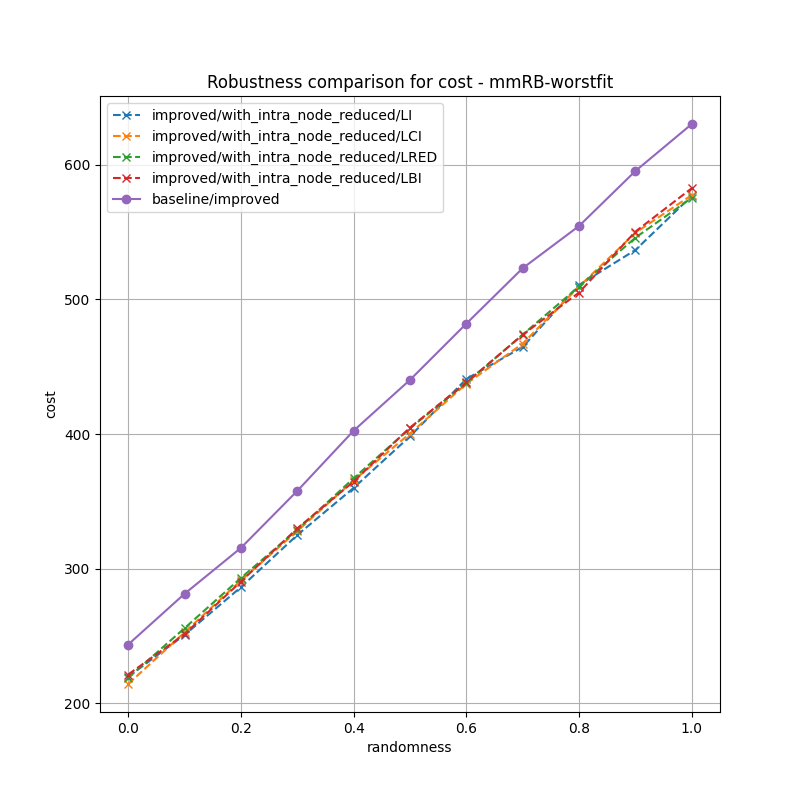 Robustness comparison for cost - mmRB-worstfit
improved/with_intra_node_reduced/LI
improved/with_intra_node_reduced/LCI
improved/with_intra_node_reduced/LRED
improved/with_intra_node_reduced/LBI
baseline/improved
600
500
400
300
200
cost
0.0 0.2 0.4 0.6 0.8 1.0
randomness